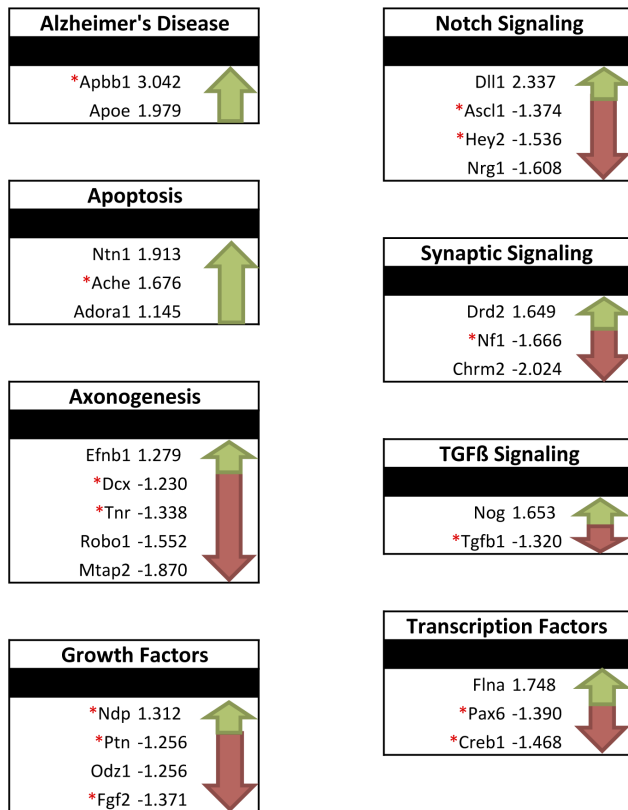 Alzheimer's Disease
*Apbb1 3.042
Apoe 1.979
Apoptosis
Ntn1 1.913
*Ache 1.676
Adora1 1.145
Axonogenesis
Efnb1 1.279
*Dcx -1.230
*Tnr -1.338
Robo1 -1.552
Mtap2 -1.870
Growth Factors
*Ndp 1.312
*Ptn -1.256
Odz1 -1.256
*Fgf2 -1.371
Notch Signaling
Dll1 2.337
*Ascl1 -1.374
*Hey2 -1.536
Nrg1 -1.608
Synaptic Signaling
Drd2 1.649
*Nf1 -1.666
Chrm2 -2.024
TGFß Signaling
Nog 1.653
*Tgfb1 -1.320
Transcription Factors
Flna 1.748
*Pax6 -1.390
*Creb1 -1.468